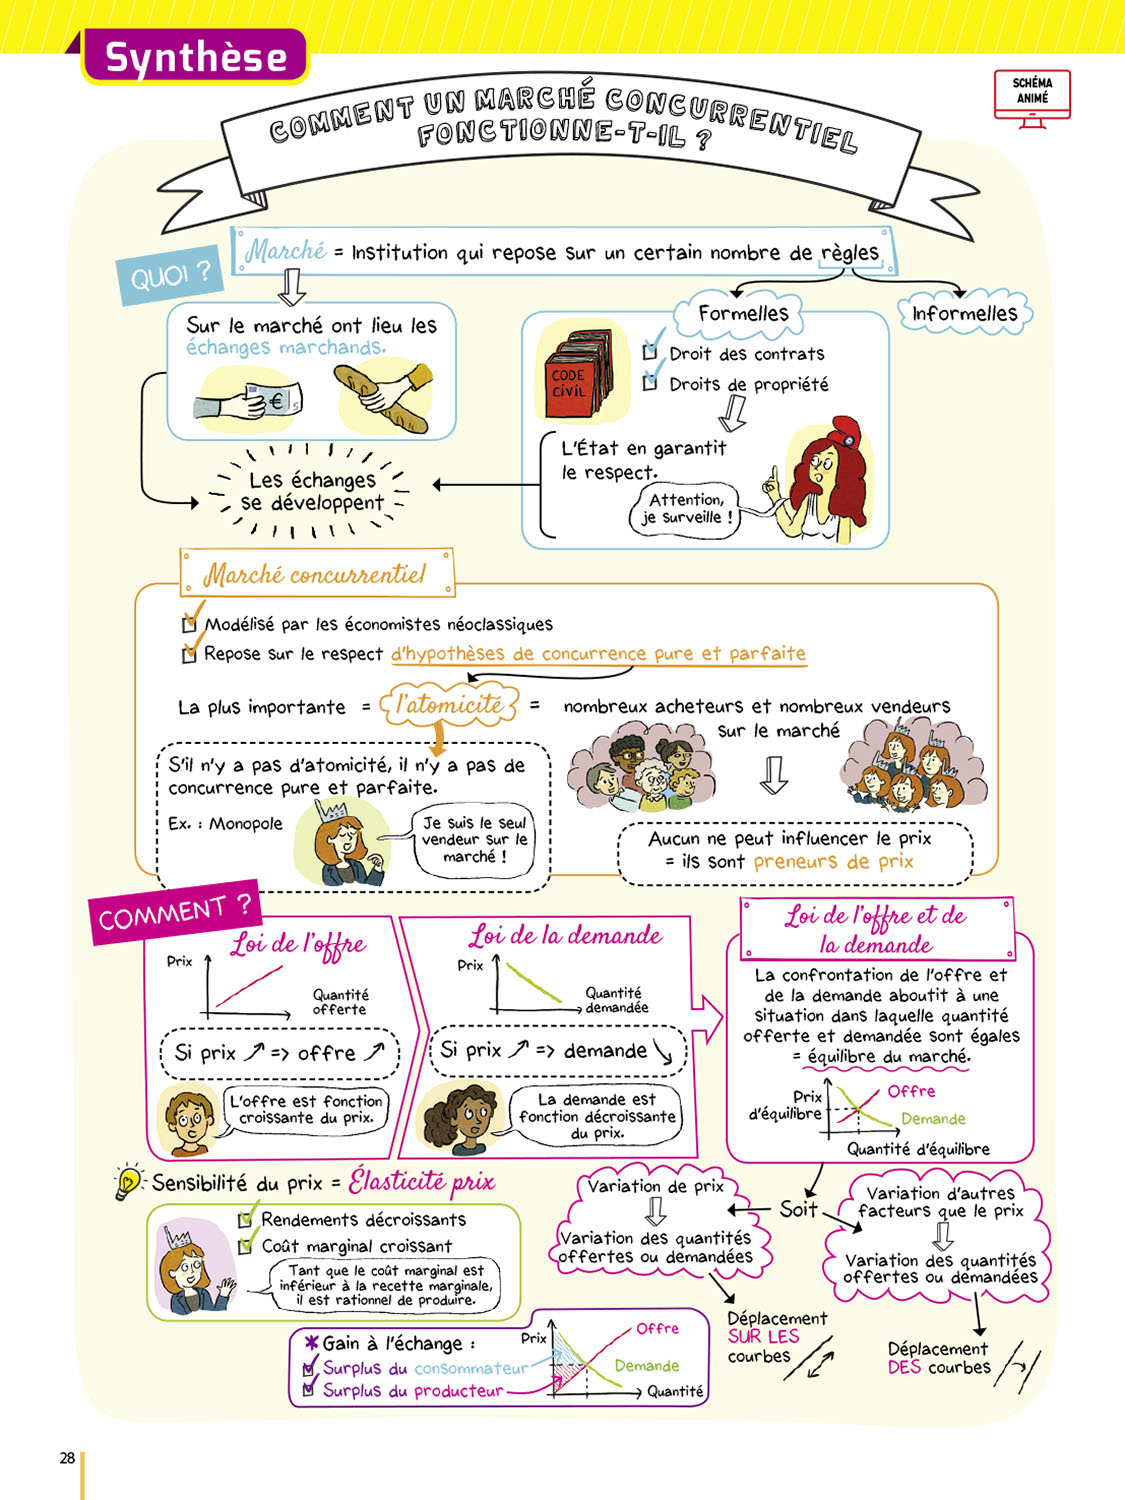 Synthèse
SCHÉMA
ANIMÉ
COMMENT UN MARCHÉ CONCURRENTIEL
FONCTIONNE-T-IL ?
QUOI ?
Marché = Institution qui repose sur un certain nombre de règles
Sur le marché ont lieu les
échanges marchands.
€
5
Formelles
Informelles
CODE
CIVIL
Droit des contrats
Droits de propriété
L'État en garantit
le respect.
Attention,
je surveille !
Les échanges
se développent
Marché concurrentiel
Modélisé par les économistes néoclassiques
Repose sur le respect d'hypothèses de concurrence pure et parfaite
La plus importante = l'atomicité = nombreux acheteurs et nombreux vendeurs
sur le marché
S'il n'y a pas d'atomicité, il n'y a pas de
concurrence pure et parfaite.
Ex. : Monopole
Je suis le seul
vendeur sur le
marché !
Aucun ne peut influencer le prix
= ils sont preneurs de prix
COMMENT ?
Loi de l'offre
Prix
Quantité
offerte
Si prix ↗ => offre ↗
L'offre est fonction
croissante du prix.
Loi de la demande
Prix
Quantité
demandée
Si prix ↗ => demande ↘
La demande est
fonction décroissante
du prix.
Loi de l'offre et de
la demande
La confrontation de l'offre et
de la demande aboutit à une
situation dans laquelle quantité
offerte et demandée sont égales
= équilibre du marché.
Prix
d'équilibre
Offre
Demande
Quantité d'équilibre
Sensibilité du prix = Élasticité prix
Rendements décroissants
Coût marginal croissant
Tant que le coût marginal est
inférieur à la recette marginale,
il est rationnel de produire.
Variation de prix
Variation des quantités
offertes ou demandées
Soit
Variation d'autres
facteurs que le prix
Variation des quantités
offertes ou demandées
Déplacement
SUR LES
courbes
Déplacement
DES courbes
* Gain à l'échange :
Surplus du consommateur
Surplus du producteur
Prix
Offre
Demande
Quantité
28